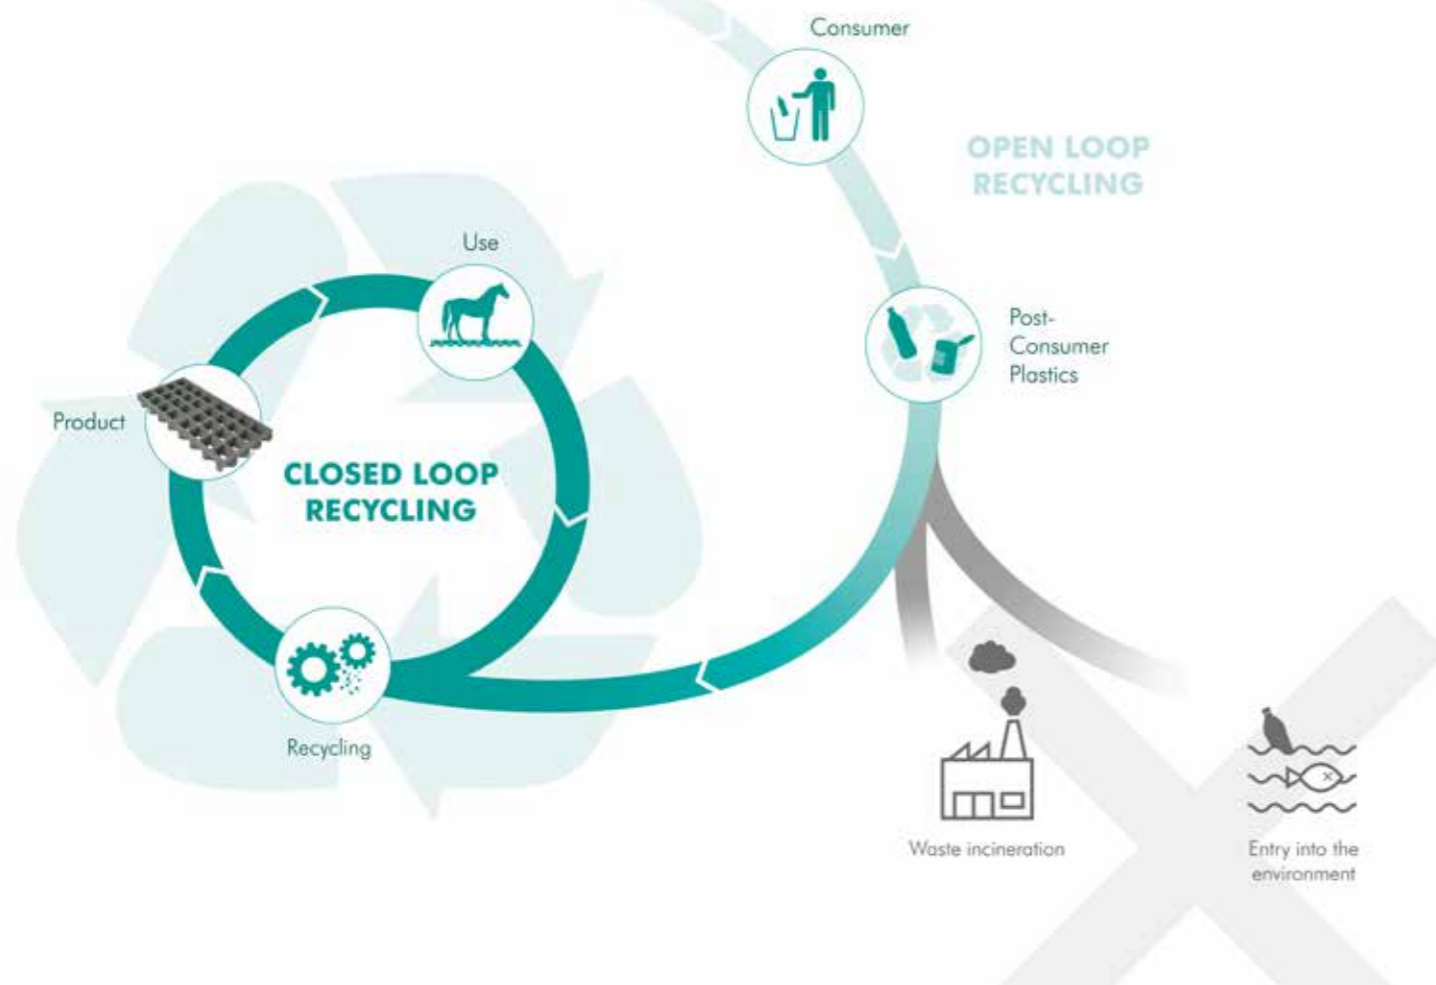 Consumer
OPEN LOOP
RECYCLING
Use
Post-
Consumer
Plastics
Product
CLOSED LOOP
RECYCLING
Recycling
Waste incineration
Entry into the
environment